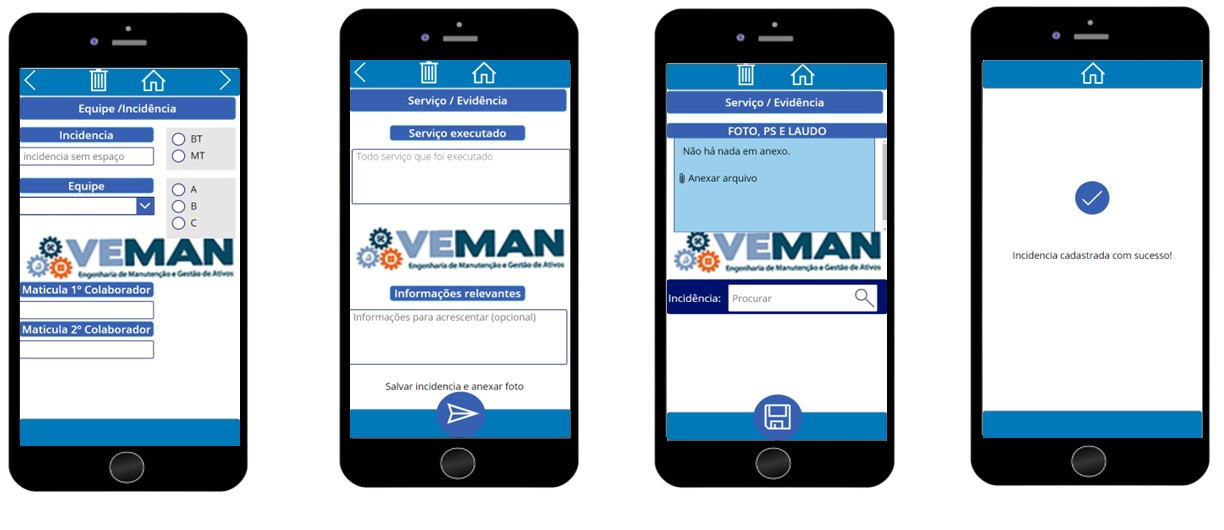 Equipe /Incidência
Incidencia
BT
incidencia sem espaço
MT
Equipe
A
B
C
VEMAN
Engenharia de Manutenção e Gestão de Ativos
Maticula 1º Colaborador
Maticula 2º Colaborador
Serviço / Evidência
Serviço executado
Todo serviço que foi executado
VEMAN
Engenharia de Manutenção e Gestão de Ativos
Informações relevantes
Informações para acrescentar (opcional)
Salvar incidencia e anexar foto
Serviço / Evidência
FOTO, PS E LAUDO
Não há nada em anexo.
Anexar arquivo
VEMAN
Engenharia de Manutenção e Gestão de Ativos
Incidência:
Procurar
Incidencia cadastrada com sucesso!